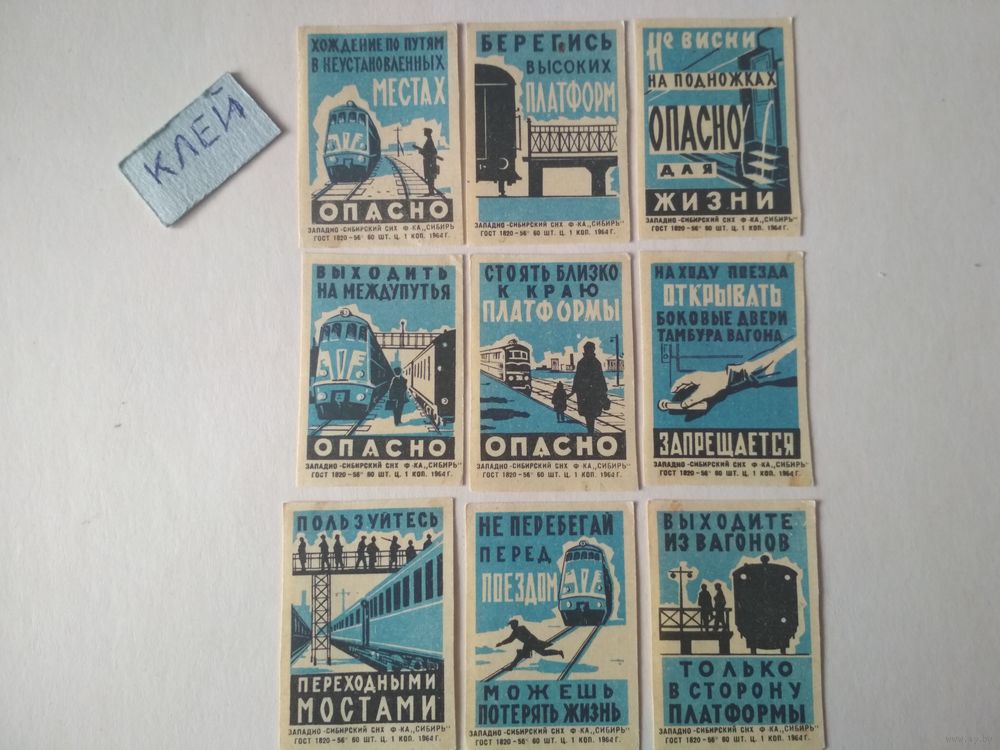 КЛЕЙ
ХОЖДЕНИЕ ПО ПУТЯМ
В НЕУСТАНОВЛЕННЫХ
МЕСТАХ
ОПАСНО
ЗАПАДНО-СИБИРСКИЙ СНХ Ф-КА „СИБИРЬ"
ГОСТ 1820-56° 60 ШТ. Ц. 1 КОП. 1964 Г.
БЕРЕГИСЬ
ВЫСОКИХ
ПЛАТФОРМ
ЗАПАДНО-СИБИРСКИЙ СНХ Ф-КА „СИБИРЬ"
ГОСТ 1820-56° 60 ШТ. Ц. 1 КОП. 1964 Г.
Не ВИСНИ
НА ПОДНОЖКАХ
ОПАСНО
ДЛЯ
ЖИЗНИ
ЗАПАДНО-СИБИРСКИЙ СНХ Ф-КА „СИБИРЬ"
ГОСТ 1820-56° 60 ШТ. Ц. 1 КОП. 1964 Г.
ВЫХОДИТЬ
НА МЕЖДУПУТЬЯ
ОПАСНО
ЗАПАДНО-СИБИРСКИЙ СНХ Ф-КА „СИБИРЬ"
ГОСТ 1820-56° 60 ШТ. Ц. 1 КОП. 1964 Г.
СТОЯТЬ БЛИЗКО
К КРАЮ
ПЛАТФОРМЫ
ОПАСНО
ЗАПАДНО-СИБИРСКИЙ СНХ Ф-КА „СИБИРЬ"
ГОСТ 1820-56° 60 ШТ. Ц. 1 КОП. 1964 Г.
НА ХОДУ ПОЕЗДА
ОТКРЫВАТЬ
БОКОВЫЕ ДВЕРИ
ТАМБУРА ВАГОНА
ЗАПРЕЩАЕТСЯ
ЗАПАДНО-СИБИРСКИЙ СНХ Ф-КА „СИБИРЬ"
ГОСТ 1820-56° 60 ШТ. Ц. 1 КОП. 1964 Г.
ПОЛЬЗУЙТЕСЬ
ПЕРЕХОДНЫМИ
МОСТАМИ
ЗАПАДНО-СИБИРСКИЙ СНХ Ф-КА „СИБИРЬ"
ГОСТ 1820-56° 60 ШТ. Ц. 1 КОП. 1964 Г.
НЕ ПЕРЕБЕГАЙ
ПЕРЕД
ПОЕЗДОМ
МОЖЕШЬ
ПОТЕРЯТЬ ЖИЗНЬ
ЗАПАДНО-СИБИРСКИЙ СНХ Ф-КА „СИБИРЬ"
ГОСТ 1820-56° 60 ШТ. Ц. 1 КОП. 1964 Г.
ВЫХОДИТЕ
ИЗ ВАГОНОВ
ТОЛЬКО
В СТОРОНУ
ПЛАТФОРМЫ
ЗАПАДНО-СИБИРСКИЙ СНХ Ф-КА „СИБИРЬ"
ГОСТ 1820-56° 60 ШТ. Ц. 1 КОП. 1964 Г.